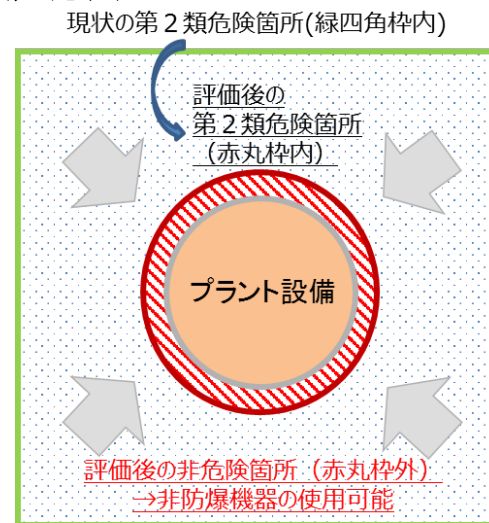 現状の第２類危険箇所(緑四角枠内)
評価後の
第２類危険箇所
（赤丸枠内）
プラント設備
評価後の非危険箇所（赤丸枠外）
→非防爆機器の使用可能